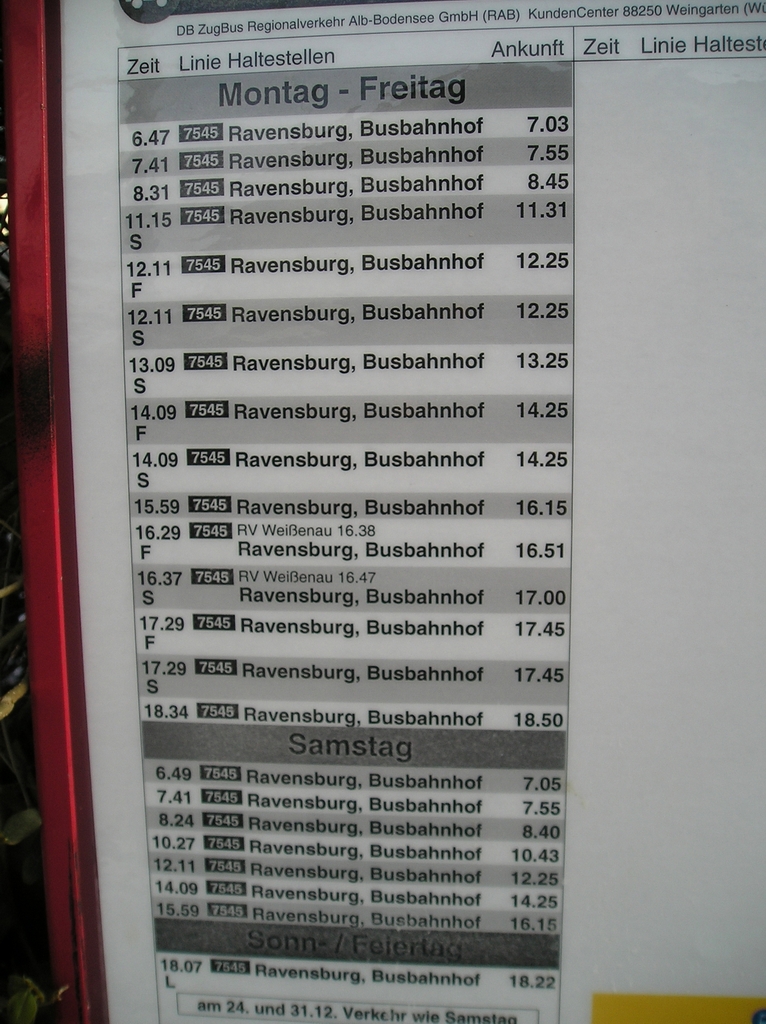 DB ZugBus Regionalverkehr Alb-Bodensee GmbH (RAB) KundenCenter 88250 Weingarten
Zeit Linie Haltestellen Ankunft Zeit Linie
Montag - Freitag
6.47 7545 Ravensburg, Busbahnhof 7.03
7.41 7545 Ravensburg, Busbahnhof 7.55
8.31 7545 Ravensburg, Busbahnhof 8.45
11.15 7545 Ravensburg, Busbahnhof 11.31
S
12.11 7545 Ravensburg, Busbahnhof 12.25
F
12.11 7545 Ravensburg, Busbahnhof 12.25
S
13.09 7545 Ravensburg, Busbahnhof 13.25
S
14.09 7545 Ravensburg, Busbahnhof 14.25
F
14.09 7545 Ravensburg, Busbahnhof 14.25
S
15.59 7545 Ravensburg, Busbahnhof 16.15
16.29 7545 RV Weißenau 16.38
F Ravensburg, Busbahnhof 16.51
16.37 7545 RV Weißenau 16.47
S Ravensburg, Busbahnhof 17.00
17.29 7545 Ravensburg, Busbahnhof 17.45
F
17.29 7545 Ravensburg, Busbahnhof 17.45
S
18.34 7545 Ravensburg, Busbahnhof 18.50
Samstag
6.49 7545 Ravensburg, Busbahnhof 7.05
7.41 7545 Ravensburg, Busbahnhof 7.55
8.24 7545 Ravensburg, Busbahnhof 8.40
10.27 7545 Ravensburg, Busbahnhof 10.43
12.11 7545 Ravensburg, Busbahnhof 12.25
14.09 7545 Ravensburg, Busbahnhof 14.25
15.59 7545 Ravensburg, Busbahnhof 16.15
Sonn- / Feiertag
18.07 7545 Ravensburg, Busbahnhof 18.22
L
am 24. und 31.12. Verkehr wie Samstag